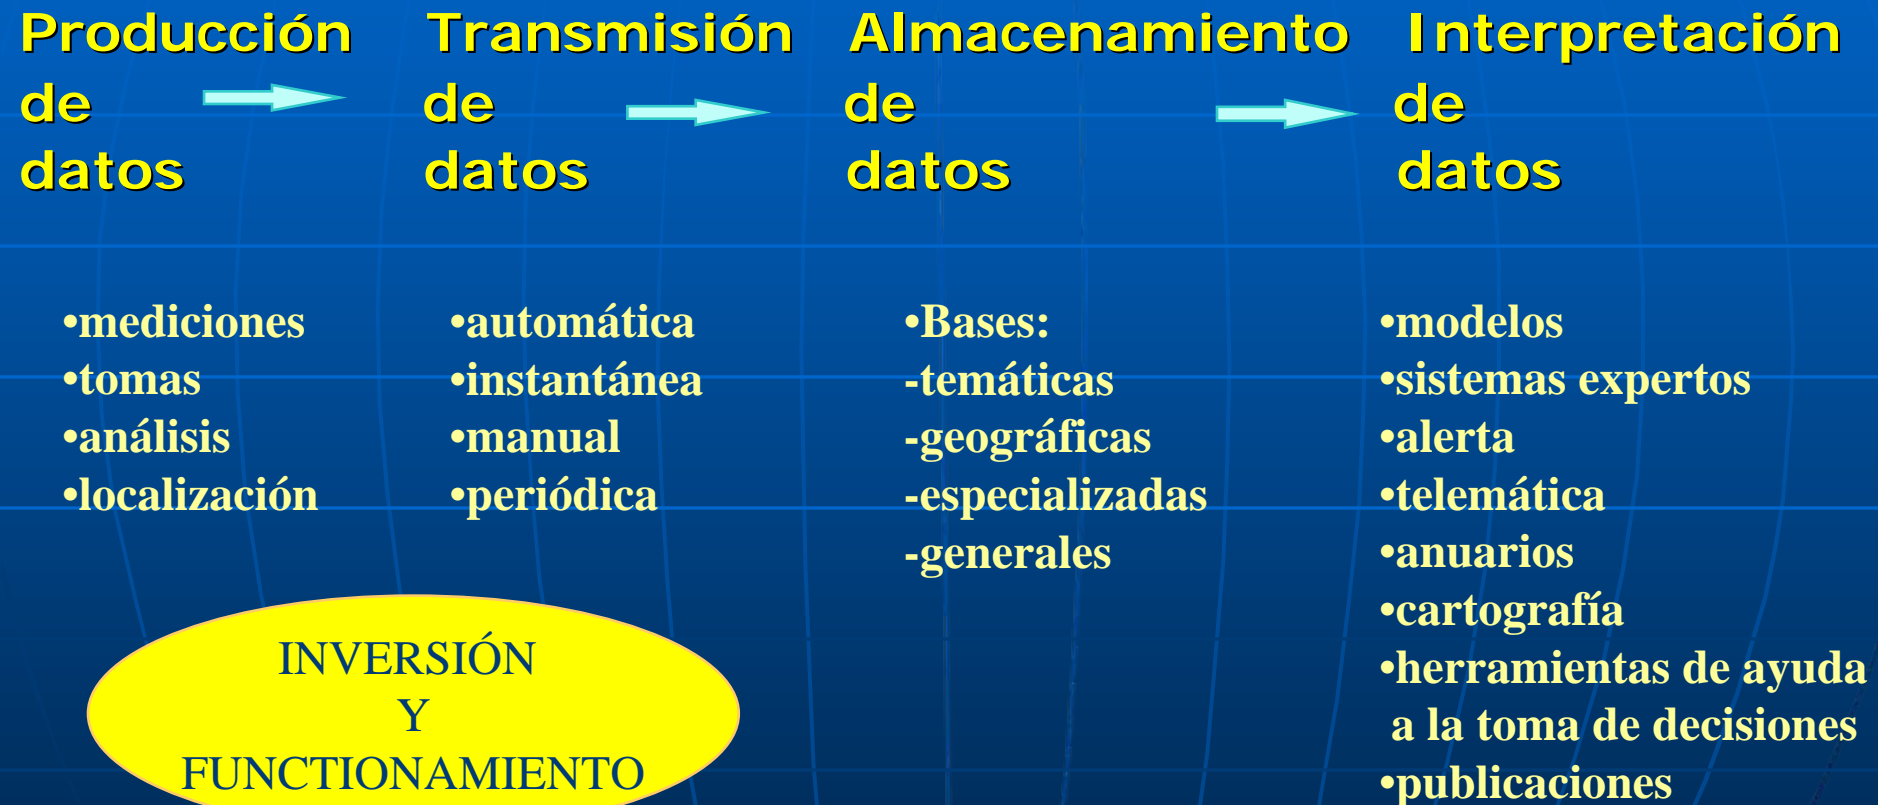 Producción
de
datos
Transmisión
de
datos
Almacenamiento
de
datos
Interpretación
de
datos
•mediciones
•tomas
•análisis
•localización
•automática
•instantánea
•manual
•periódica
•Bases:
-temáticas
-geográficas
-especializadas
-generales
•modelos
•sistemas expertos
•alerta
•telemática
•anuarios
•cartografía
•herramientas de ayuda
a la toma de decisiones
•publicaciones
INVERSIÓN
Y
FUNCTIONAMIENTO